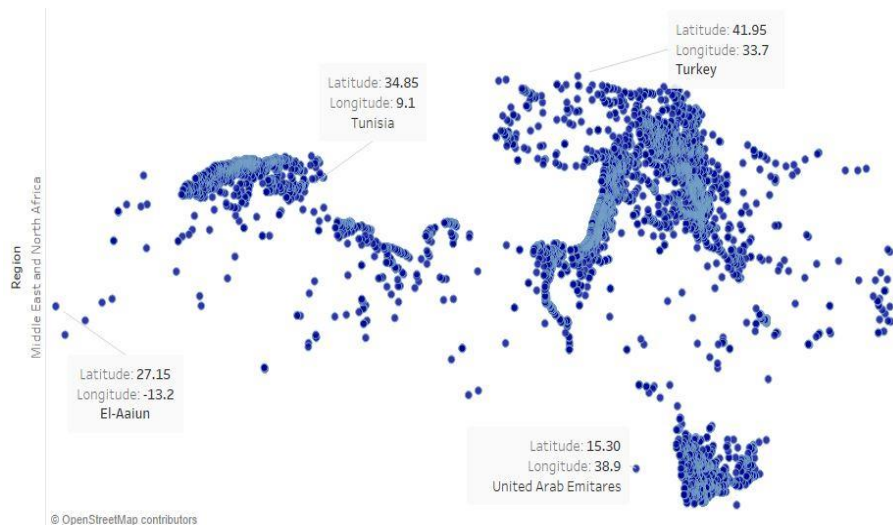 Latitude: 41.95
Longitude: 33.7
Turkey
Latitude: 34.85
Longitude: 9.1
Tunisia
Region
Middle East and North Africa
Latitude: 27.15
Longitude: -13.2
El-Aaiun
Latitude: 15.30
Longitude: 38.9
United Arab Emitares
© OpenStreetMap contributors